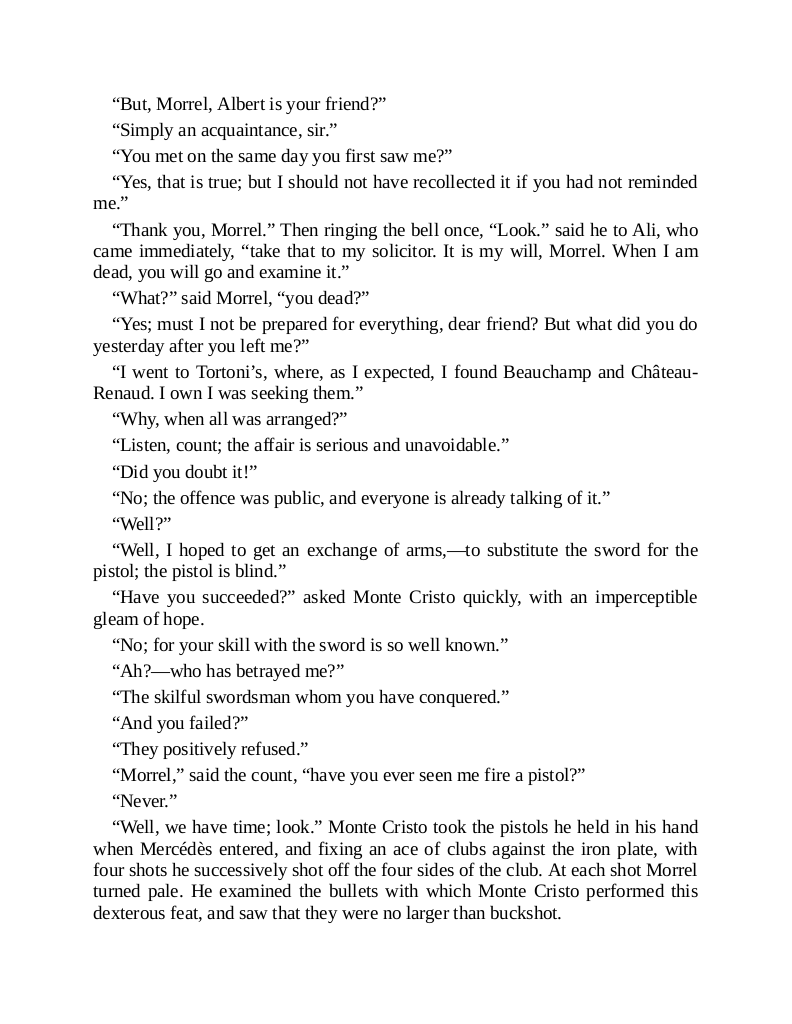 “But, Morrel, Albert is your friend?”
“Simply an acquaintance, sir.”
“You met on the same day you first saw me?”
“Yes, that is true; but I should not have recollected it if you had not reminded
me.”
“Thank you, Morrel.” Then ringing the bell once, “Look.” said he to Ali, who
came immediately, “take that to my solicitor. It is my will, Morrel. When I am
dead, you will go and examine it.”
“What?” said Morrel, “you dead?”
“Yes; must I not be prepared for everything, dear friend? But what did you do
yesterday after you left me?”
“I went to Tortoni’s, where, as I expected, I found Beauchamp and Château-
Renaud. I own I was seeking them.”
“Why, when all was arranged?”
“Listen, count; the affair is serious and unavoidable.”
“Did you doubt it!”
“No; the offence was public, and everyone is already talking of it.”
“Well?”
“Well, I hoped to get an exchange of arms,—to substitute the sword for the
pistol; the pistol is blind.”
“Have you succeeded?” asked Monte Cristo quickly, with an imperceptible
gleam of hope.
“No; for your skill with the sword is so well known.”
“Ah?—who has betrayed me?”
“The skilful swordsman whom you have conquered.”
“And you failed?”
“They positively refused.”
“Morrel,” said the count, “have you ever seen me fire a pistol?”
“Never.”
“Well, we have time; look.” Monte Cristo took the pistols he held in his hand
when Mercédès entered, and fixing an ace of clubs against the iron plate, with
four shots he successively shot off the four sides of the club. At each shot Morrel
turned pale. He examined the bullets with which Monte Cristo performed this
dexterous feat, and saw that they were no larger than buckshot.